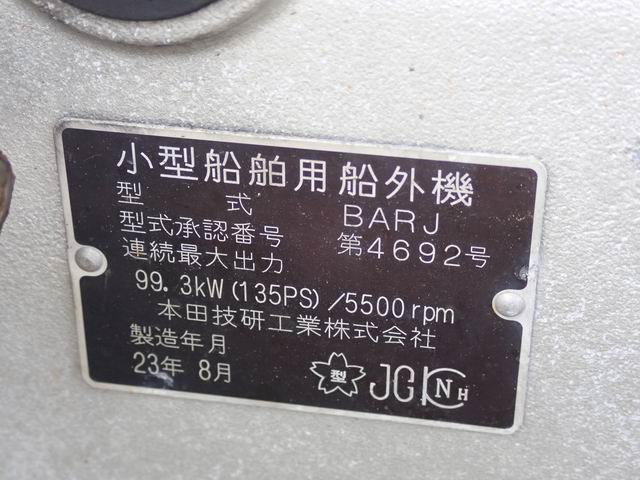 小型船舶用船外機
型 式 BARJ
型式承認番号 第4692号
連続最大出力
99.3kW(135PS)/5500rpm
本田技研工業株式会社
製造年月
23年 8月
型 JCI NH